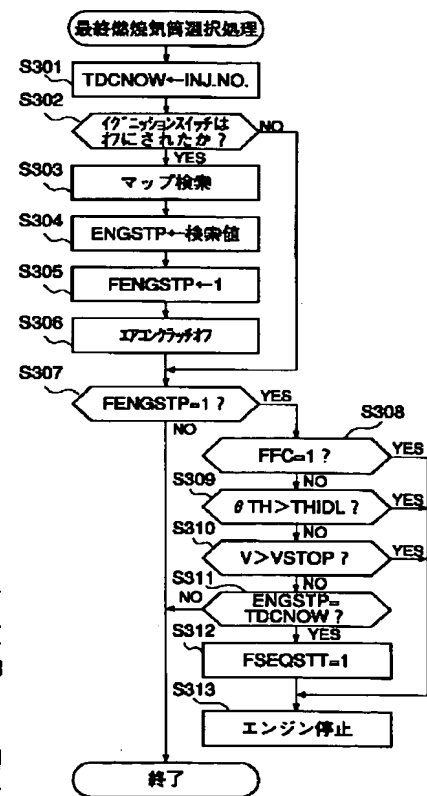 最終燃焼気筒選択処理
S301
TDCNOW←INJ.NO.
S302
イグニッションスイッチは
オフにされたか?
NO
YES
S303
マップ検索
S304
ENGSTP←検索値
S305
FENGSTP←1
S306
エアコンクラッチオフ
S307
FENGSTP=1?
YES
NO
S308
FFC=1?
YES
NO
S309
θTH>THIDL?
YES
NO
S310
V>VSTOP?
YES
NO
S311
ENGSTP=
TDCNOW?
NO
YES
S312
FSEQSTT=1
S313
エンジン停止
終了